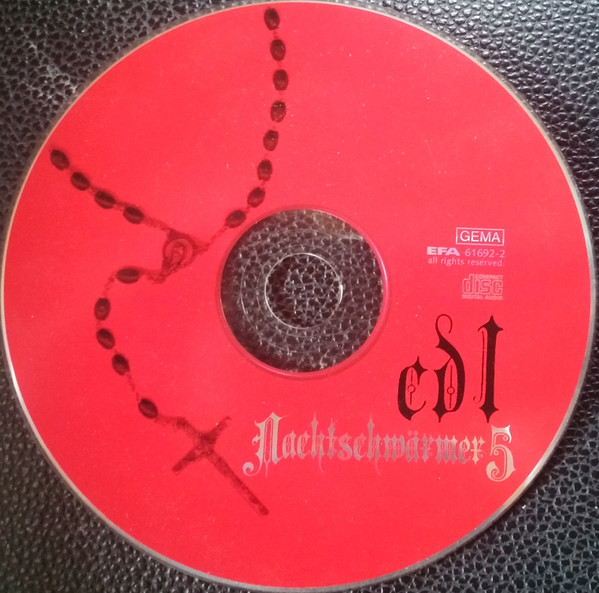 GEMA
EFA 61692-2
all rights reserved.
COMPACT
disc
DIGITAL AUDIO
cd1
Nachtschwärmer 5